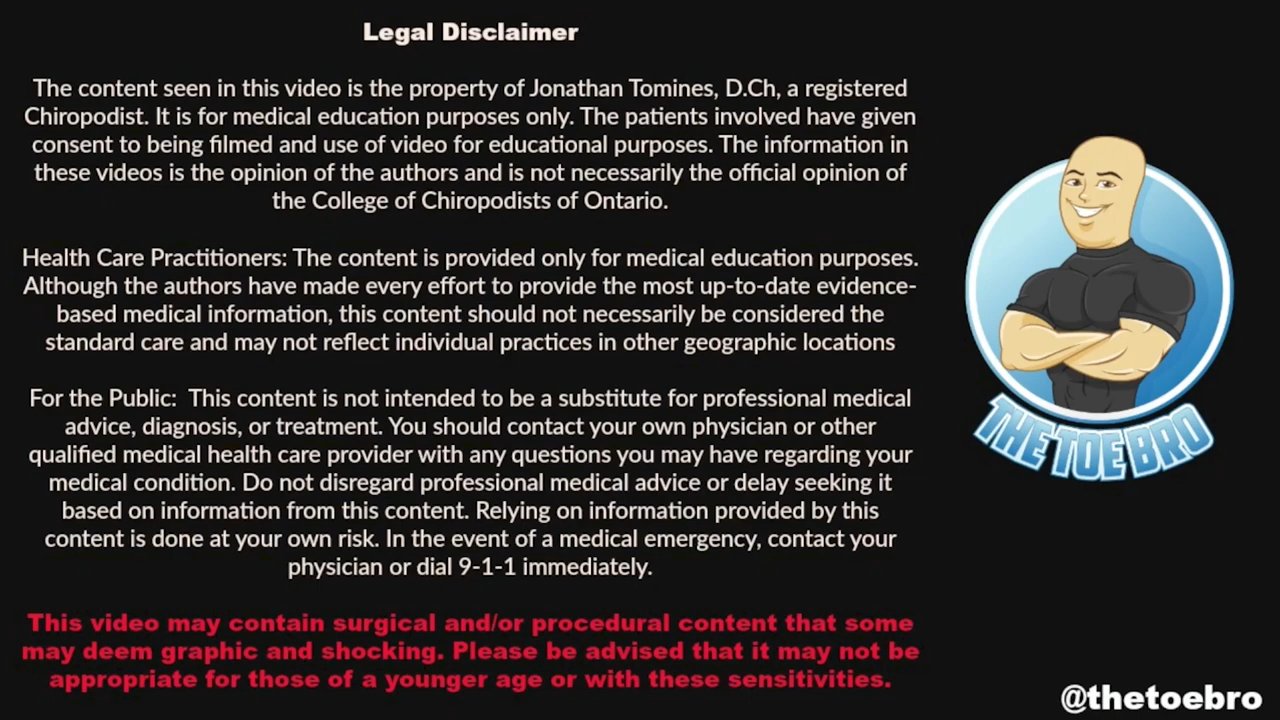 Legal Disclaimer
The content seen in this video is the property of Jonathan Tomines, D.Ch, a registered
Chiropodist. It is for medical education purposes only. The patients involved have given
consent to being filmed and use of video for educational purposes. The information in
these videos is the opinion of the authors and is not necessarily the official opinion of
the College of Chiropodists of Ontario.
Health Care Practitioners: The content is provided only for medical education purposes.
Although the authors have made every effort to provide the most up-to-date evidence-
based medical information, this content should not necessarily be considered the
standard care and may not reflect individual practices in other geographic locations
For the Public:  This content is not intended to be a substitute for professional medical
advice, diagnosis, or treatment. You should contact your own physician or other
qualified medical health care provider with any questions you may have regarding your
medical condition. Do not disregard professional medical advice or delay seeking it
based on information from this content. Relying on information provided by this
content is done at your own risk. In the event of a medical emergency, contact your
physician or dial 9-1-1 immediately.
This video may contain surgical and/or procedural content that some
may deem graphic and shocking. Please be advised that it may not be
appropriate for those of a younger age or with these sensitivities.
THE TOE BRO
@thetoebro